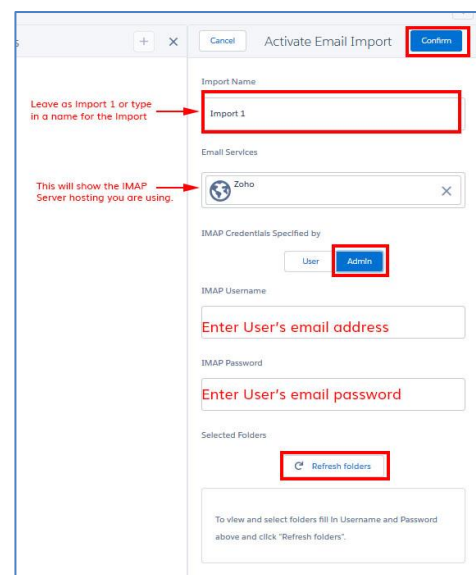 s + × Cancel Activate Email Import Confirm
Import Name
Leave as Import 1 or type
in a name for the Import
Import 1
Email Services
This will show the IMAP
Server hosting you are using.
Zoho ×
IMAP Credentials Specified by
User Admin
IMAP Username
Enter User's email address
IMAP Password
Enter User's email password
Selected Folders
Refresh folders
To view and select folders fill in Username and Password
above and click "Refresh folders".